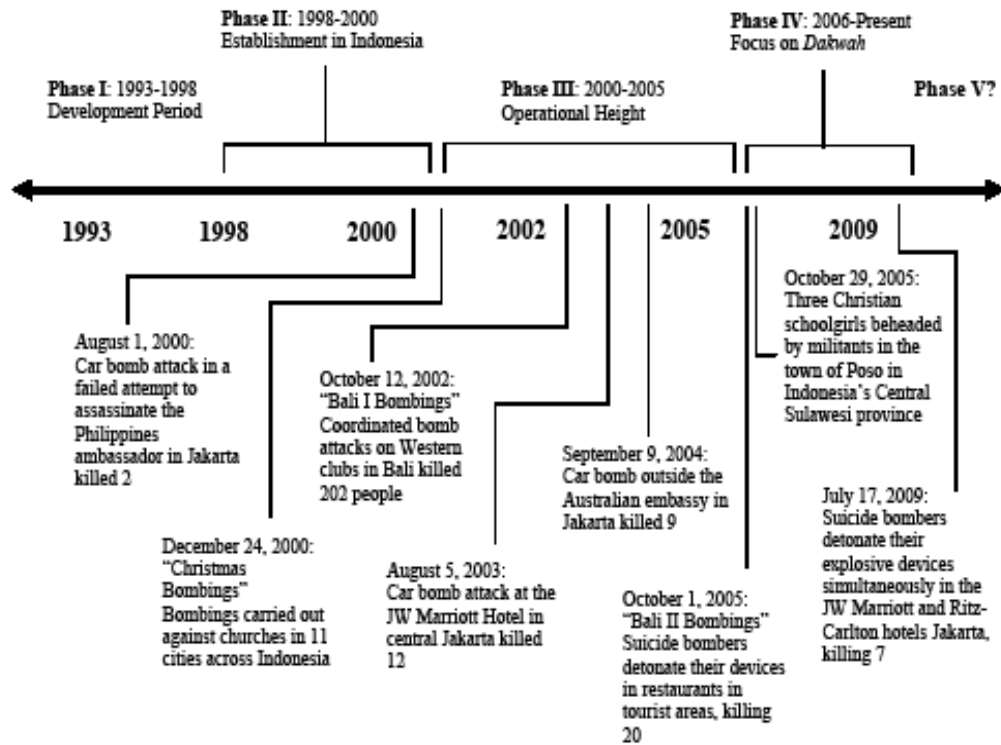 Phase II: 1998-2000
Establishment in Indonesia
Phase IV: 2006-Present
Focus on Dakwah
Phase I: 1993-1998
Development Period
Phase III: 2000-2005
Operational Height
Phase V?
1993
1998
2000
2002
2005
2009
August 1, 2000:
Car bomb attack in a
failed attempt to
assassinate the
Philippines
ambassador in Jakarta
killed 2
December 24, 2000:
“Christmas
Bombings”
Bombings carried out
against churches in 11
cities across Indonesia
October 12, 2002:
“Bali I Bombings”
Coordinated bomb
attacks on Western
clubs in Bali killed
202 people
August 5, 2003:
Car bomb attack at the
JW Marriott Hotel in
central Jakarta killed
12
September 9, 2004:
Car bomb outside the
Australian embassy in
Jakarta killed 9
October 1, 2005:
“Bali II Bombings”
Suicide bombers
detonate their devices
in restaurants in
tourist areas, killing
20
October 29, 2005:
Three Christian
schoolgirls beheaded
by militants in the
town of Poso in
Indonesia’s Central
Sulawesi province
July 17, 2009:
Suicide bombers
detonate their
explosive devices
simultaneously in the
JW Marriott and Ritz-
Carlton hotels Jakarta,
killing 7